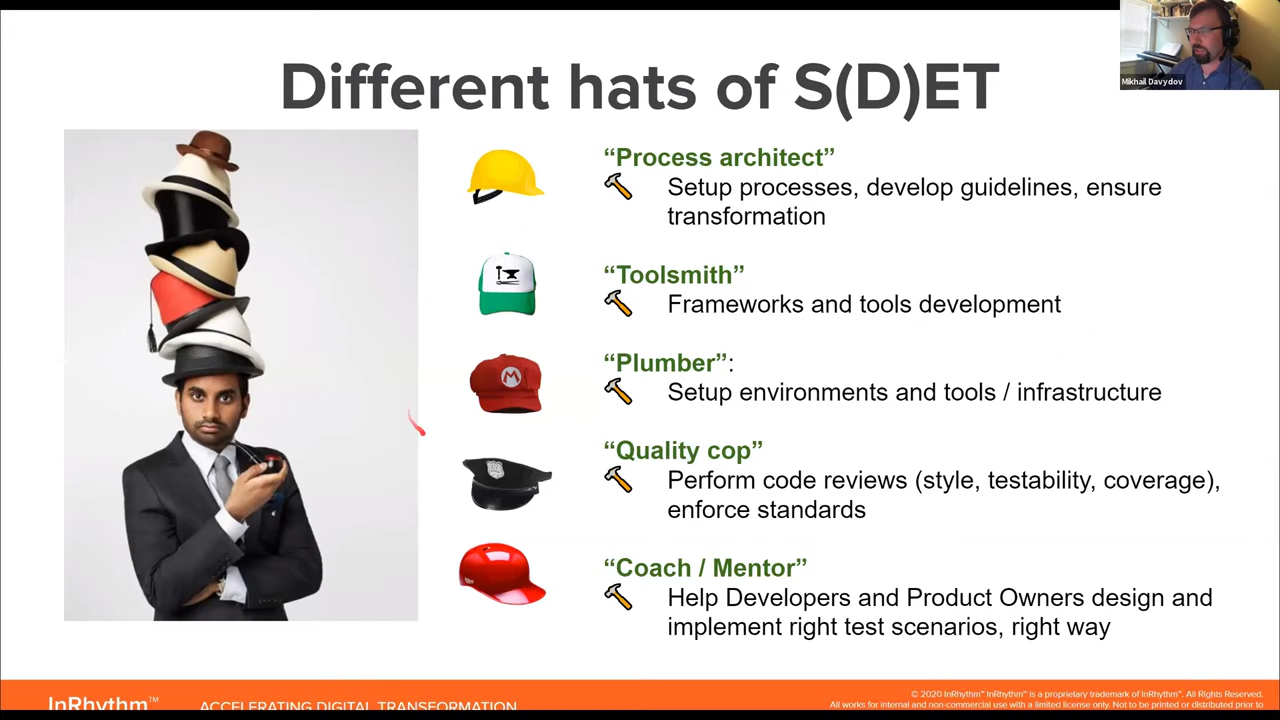 Different hats of S(D)ET
Mikhail Davydov
“Process architect”
Setup processes, develop guidelines, ensure
transformation
“Toolsmith”
Frameworks and tools development
“Plumber”:
M
Setup environments and tools / infrastructure
“Quality cop”
Perform code reviews (style, testability, coverage),
enforce standards
“Coach / Mentor”
Help Developers and Product Owners design and
implement right test scenarios, right way
InRhythm™
ACCELERATING DIGITAL TRANSFORMATION
© 2020 InRhythm™ InRhythm™ is a proprietary trademark of InRhythm™. All Rights Reserved.
All works for internal and non-commercial use with a limited license only. Not to be printed or distributed prior to